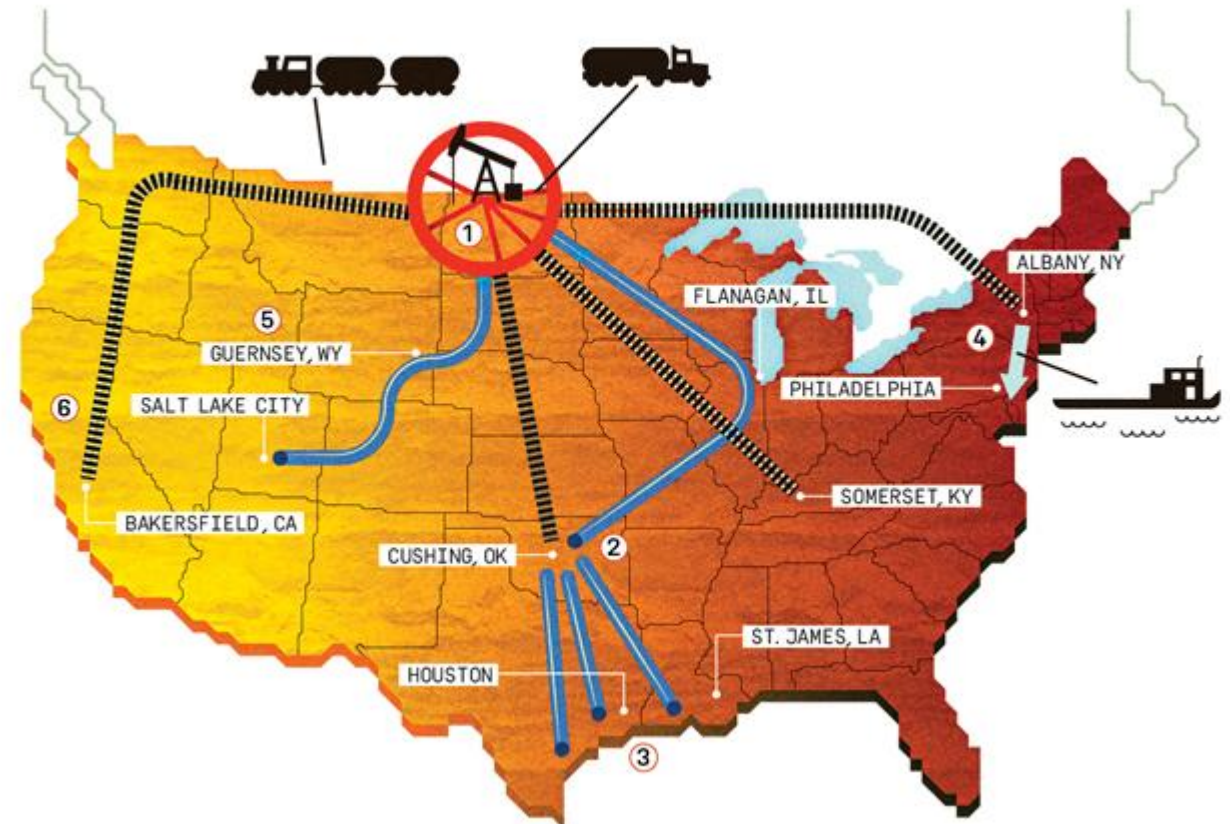 1
ALBANY, NY
FLANAGAN, IL
5
GUERNSEY, WY
4
PHILADELPHIA
6
SALT LAKE CITY
SOMERSET, KY
BAKERSFIELD, CA
CUSHING, OK
2
ST. JAMES, LA
HOUSTON
3